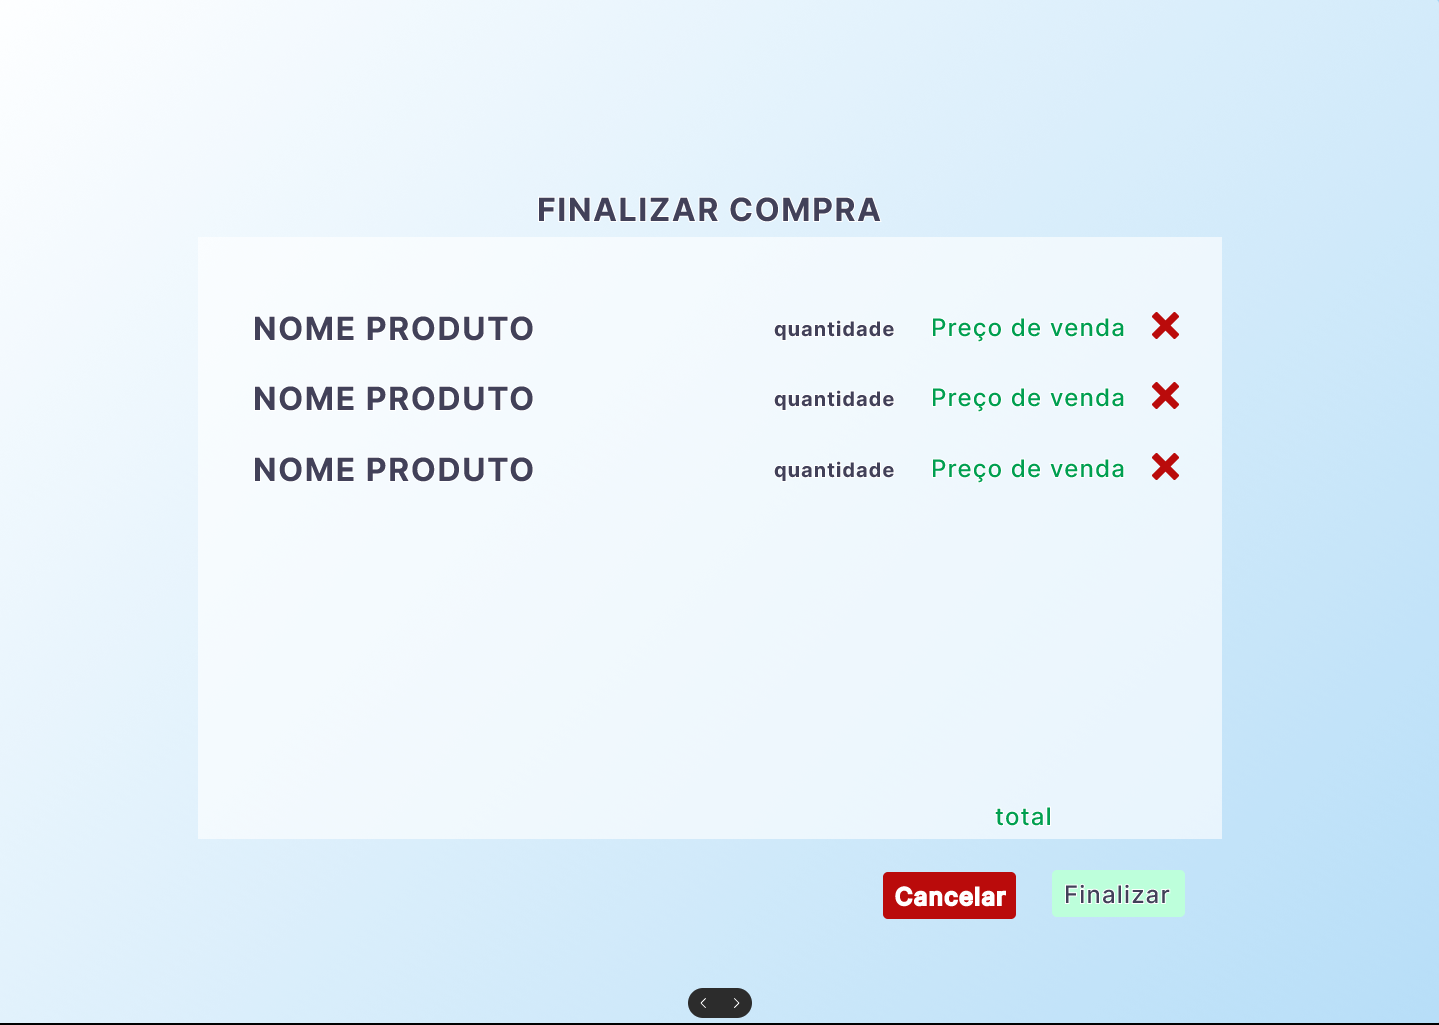 FINALIZAR COMPRA
NOME PRODUTO quantidade Preço de venda
NOME PRODUTO quantidade Preço de venda
NOME PRODUTO quantidade Preço de venda
total
Cancelar Finalizar